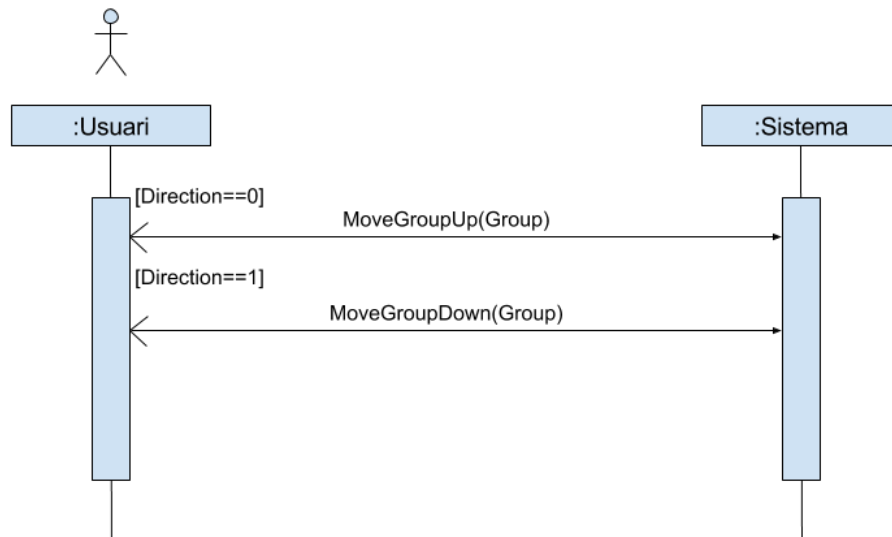 :Usuari
:Sistema
[Direction==0]
MoveGroupUp(Group)
[Direction==1]
MoveGroupDown(Group)